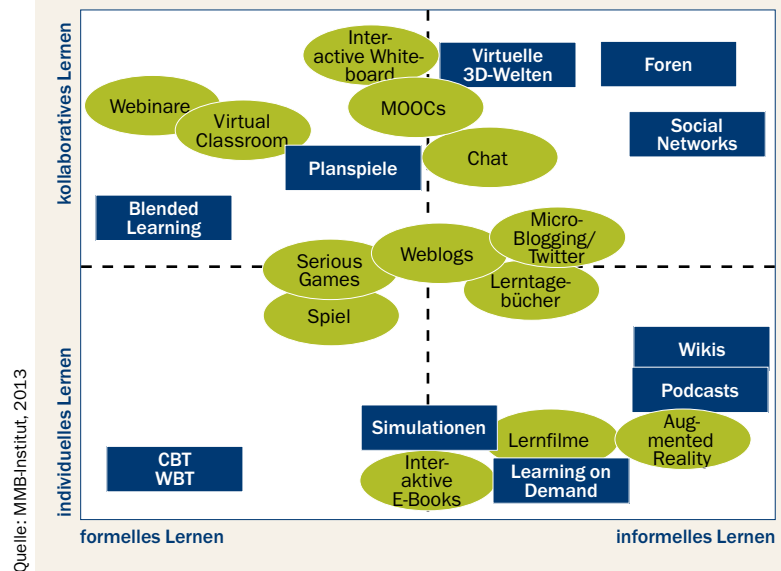 kollaboratives Lernen
Inter-
active White-
board
Virtuelle
3D-Welten
Foren
Webinare
MOOCs
Virtual
Classroom
Social
Networks
Chat
Planspiele
Blended
Learning
Micro-
Blogging/
Twitter
Weblogs
Serious
Games
Lerntage-
bücher
Spiel
individuelles Lernen
Wikis
Podcasts
Simulationen
Lernfilme
Aug-
mented
Reality
CBT
WBT
Inter-
aktive
E-Books
Learning on
Demand
formelles Lernen
informelles Lernen
Quelle: MMB-Institut, 2013